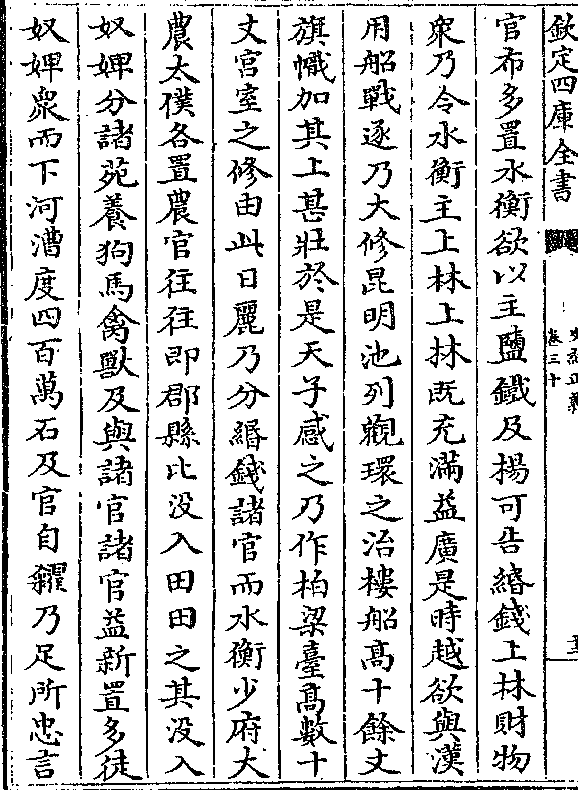 欽定四庫全書
史記正義
卷三十
官布多置水衡欲以主鹽鐵及揚可告緡錢上林財物
衆乃令水衡主上林上林既充滿益廣是時越欲與漢
用船戰逐乃大修昆明池列觀環之治樓船高十餘丈
旗幟加其上甚壯於是天子感之乃作柏梁臺高數十
丈宮室之修由此日麗乃分緡錢諸官而水衡少府大
農太僕各置農官往往即郡縣比没入田田之其没入
奴婢分諸苑養狗馬禽獸及與諸官諸官益新置多徒
奴婢衆而下河漕度四百萬石及官自糴乃足所忠言